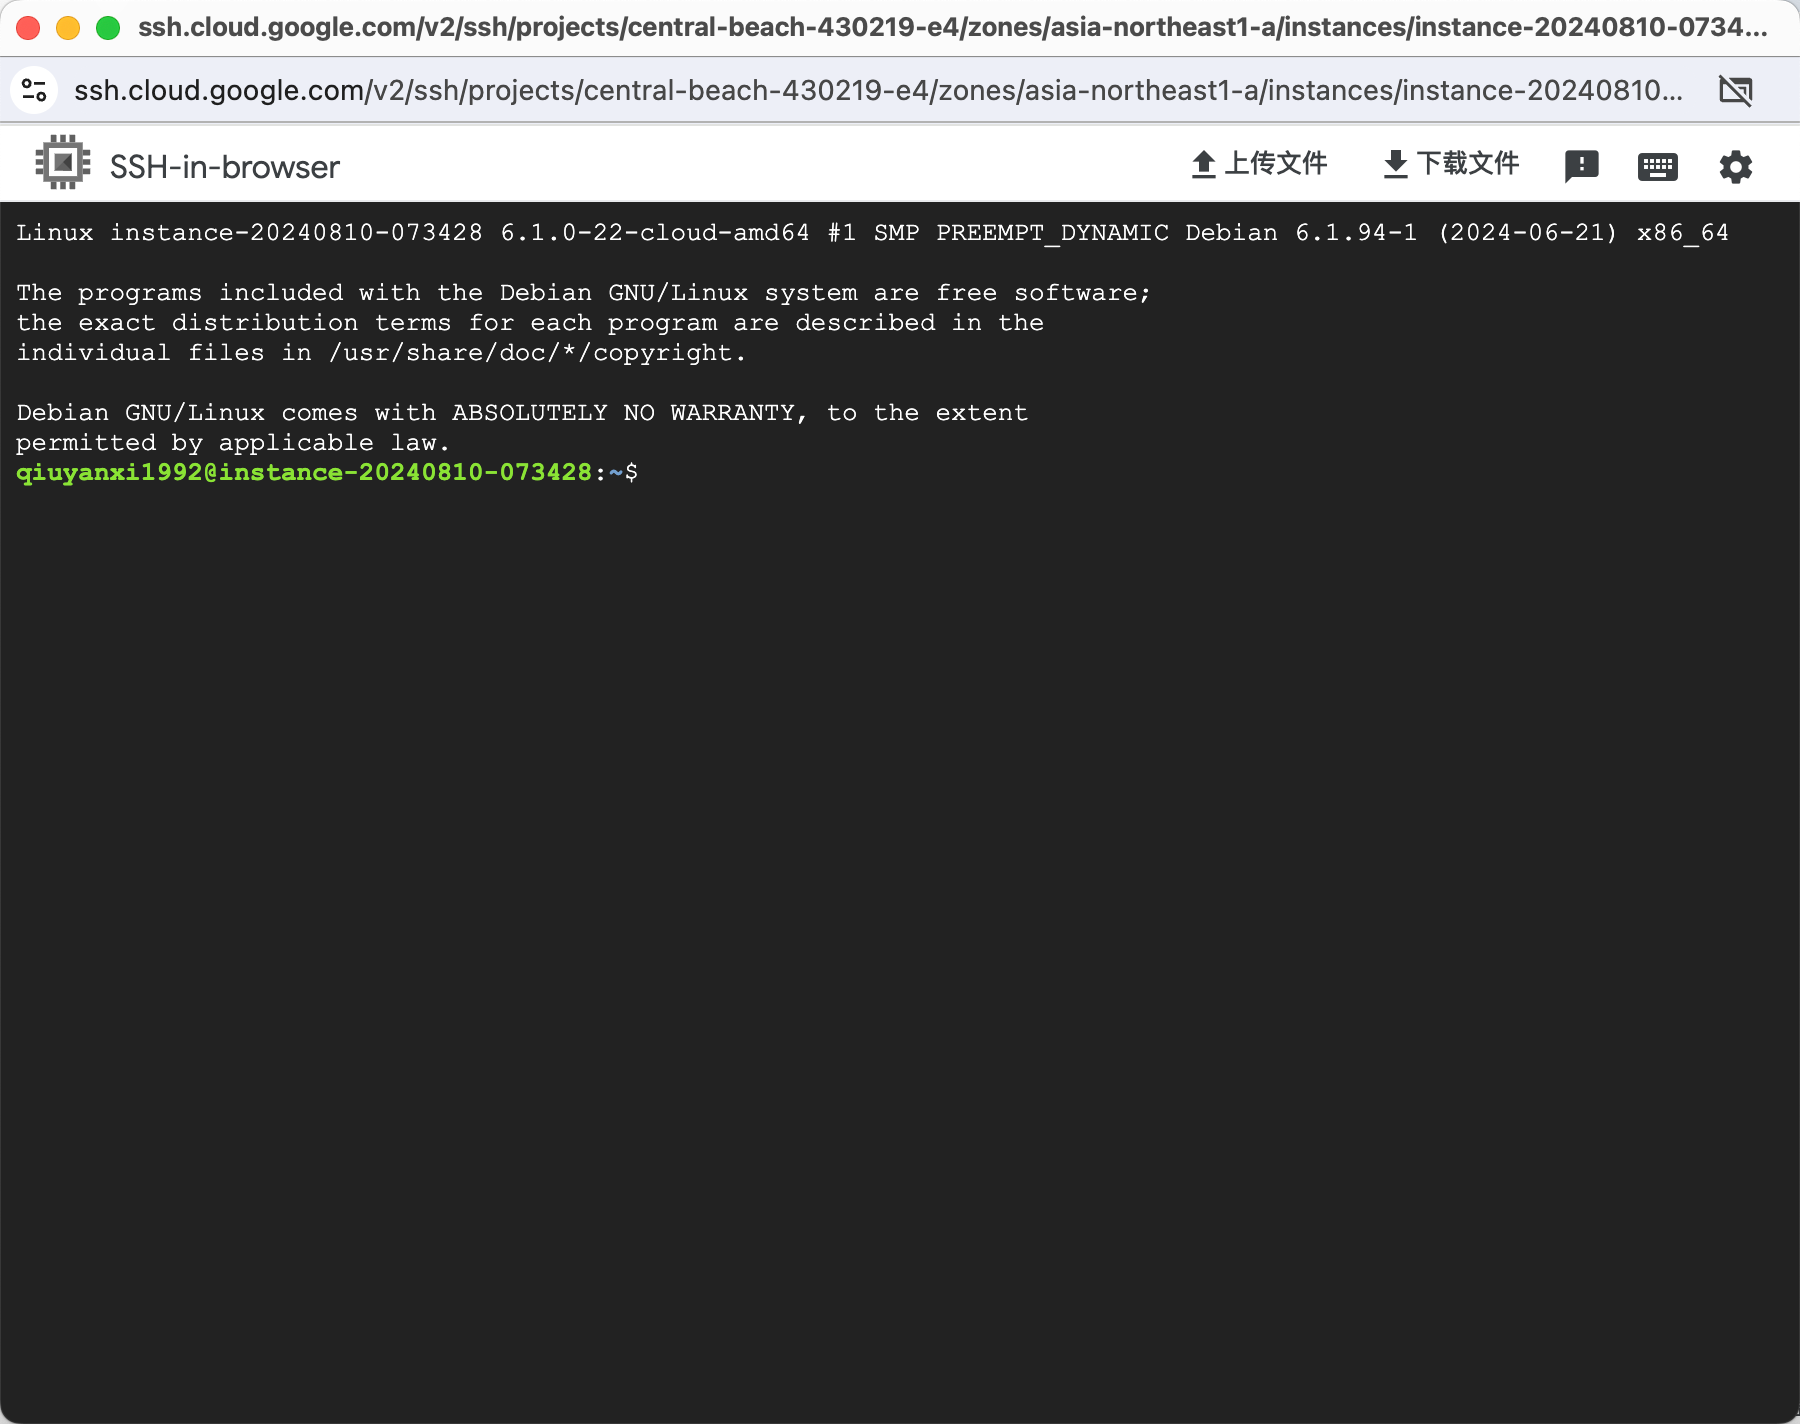 ssh.cloud.google.com/v2/ssh/projects/central-beach-430219-e4/zones/asia-northeast1-a/instances/instance-20240810-0734...
ssh.cloud.google.com/v2/ssh/projects/central-beach-430219-e4/zones/asia-northeast1-a/instances/instance-20240810...
SSH-in-browser 上传文件 下载文件
Linux instance-20240810-073428 6.1.0-22-cloud-amd64 #1 SMP PREEMPT_DYNAMIC Debian 6.1.94-1 (2024-06-21) x86_64
The programs included with the Debian GNU/Linux system are free software;
the exact distribution terms for each program are described in the
individual files in /usr/share/doc/*/copyright.
Debian GNU/Linux comes with ABSOLUTELY NO WARRANTY, to the extent
permitted by applicable law.
qiuyanxi1992@instance-20240810-073428:~$